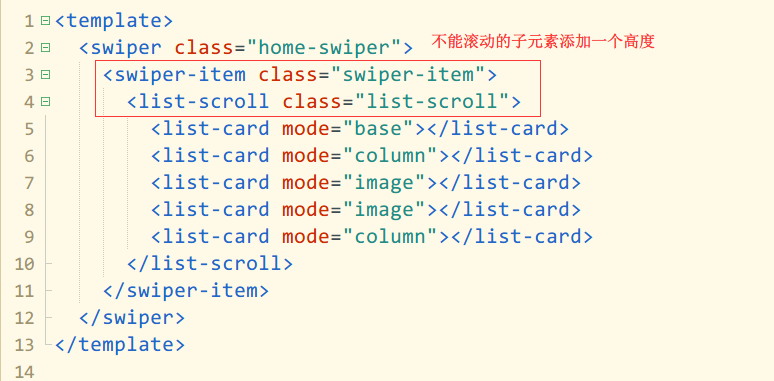 1 <template>
2 <swiper class="home-swiper"> 不能滚动的子元素添加一个高度
3 <swiper-item class="swiper-item">
4 <list-scroll class="list-scroll">
5 <list-card mode="base"></list-card>
6 <list-card mode="column"></list-card>
7 <list-card mode="image"></list-card>
8 <list-card mode="image"></list-card>
9 <list-card mode="column"></list-card>
10 </list-scroll>
11 </swiper-item>
12 </swiper>
13 </template>
14